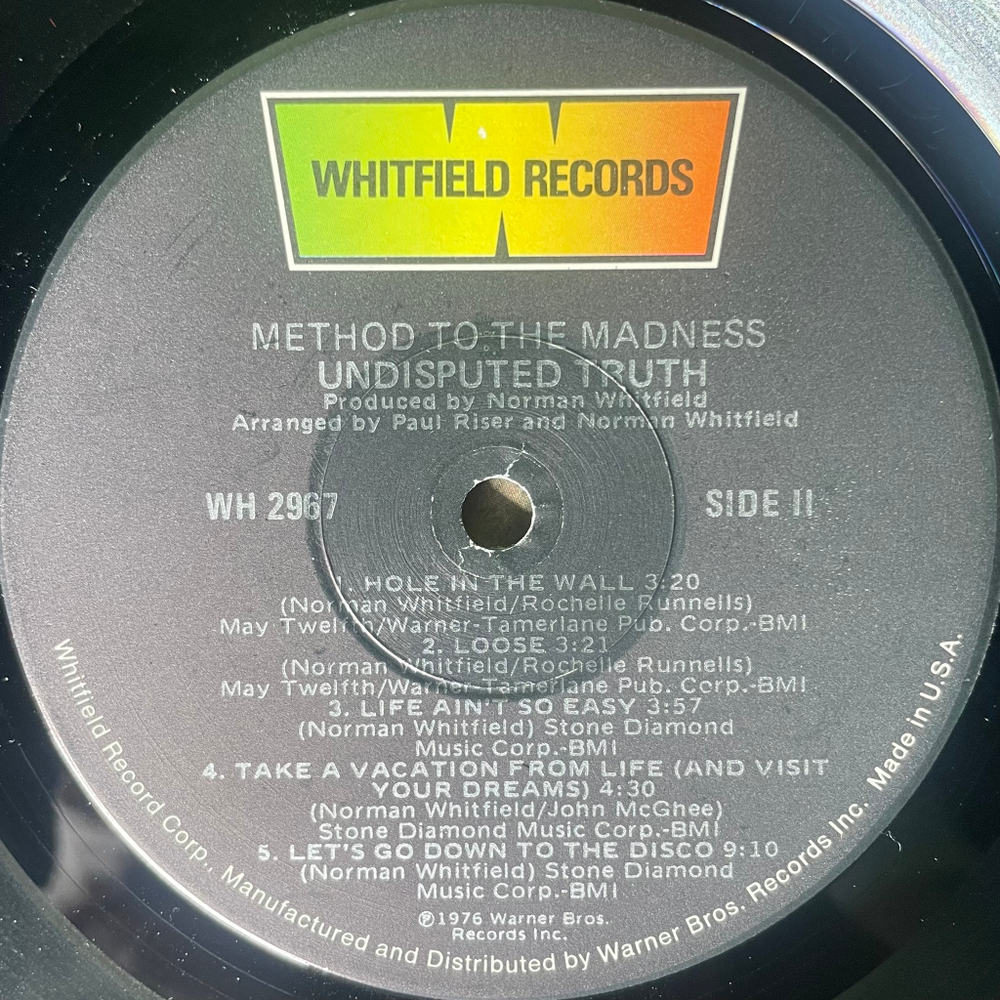 WHITFIELD RECORDS
METHOD TO THE MADNESS
UNDISPUTED TRUTH
Produced by Norman Whitfield
Arranged by Paul Riser and Norman Whitfield
WH 2967
SIDE II
1. HOLE IN THE WALL 3:20
(Norman Whitfield/Rochelle Runnells)
May Twelfth/Warner-Tamerlane Pub. Corp.-BMI
2. LOOSE 3:21
(Norman Whitfield/Rochelle Runnells)
May Twelfth/Warner-Tamerlane Pub. Corp.-BMI
3. LIFE AIN'T SO EASY 3:57
(Norman Whitfield) Stone Diamond
Music Corp.-BMI
4. TAKE A VACATION FROM LIFE (AND VISIT
YOUR DREAMS) 4:30
(Norman Whitfield/John McGhee)
Stone Diamond Music Corp.-BMI
5. LET'S GO DOWN TO THE DISCO 9:10
(Norman Whitfield) Stone Diamond
Music Corp.-BMI
℗1976 Warner Bros.
Records Inc.
Whitfield Record Corp., Manufactured and Distributed by Warner Bros. Records Inc. Made in U.S.A.